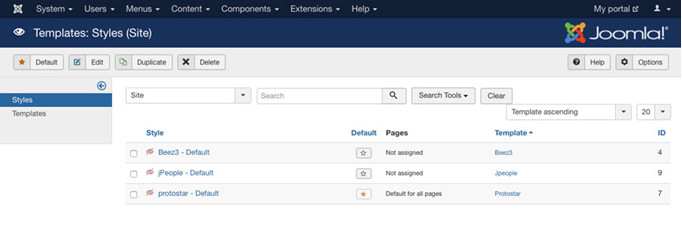 System Users Menus Content Components Extensions Help My portal
Templates: Styles (Site) Joomla!®
Default Edit Duplicate Delete Help Options
Styles
Templates
Site Search Search Tools Clear
Template ascending 20
Style Default Pages Template ID
Beez3 - Default Not assigned Beez3 4
jPeople - Default Not assigned Jpeople 9
protostar - Default Default for all pages Protostar 7